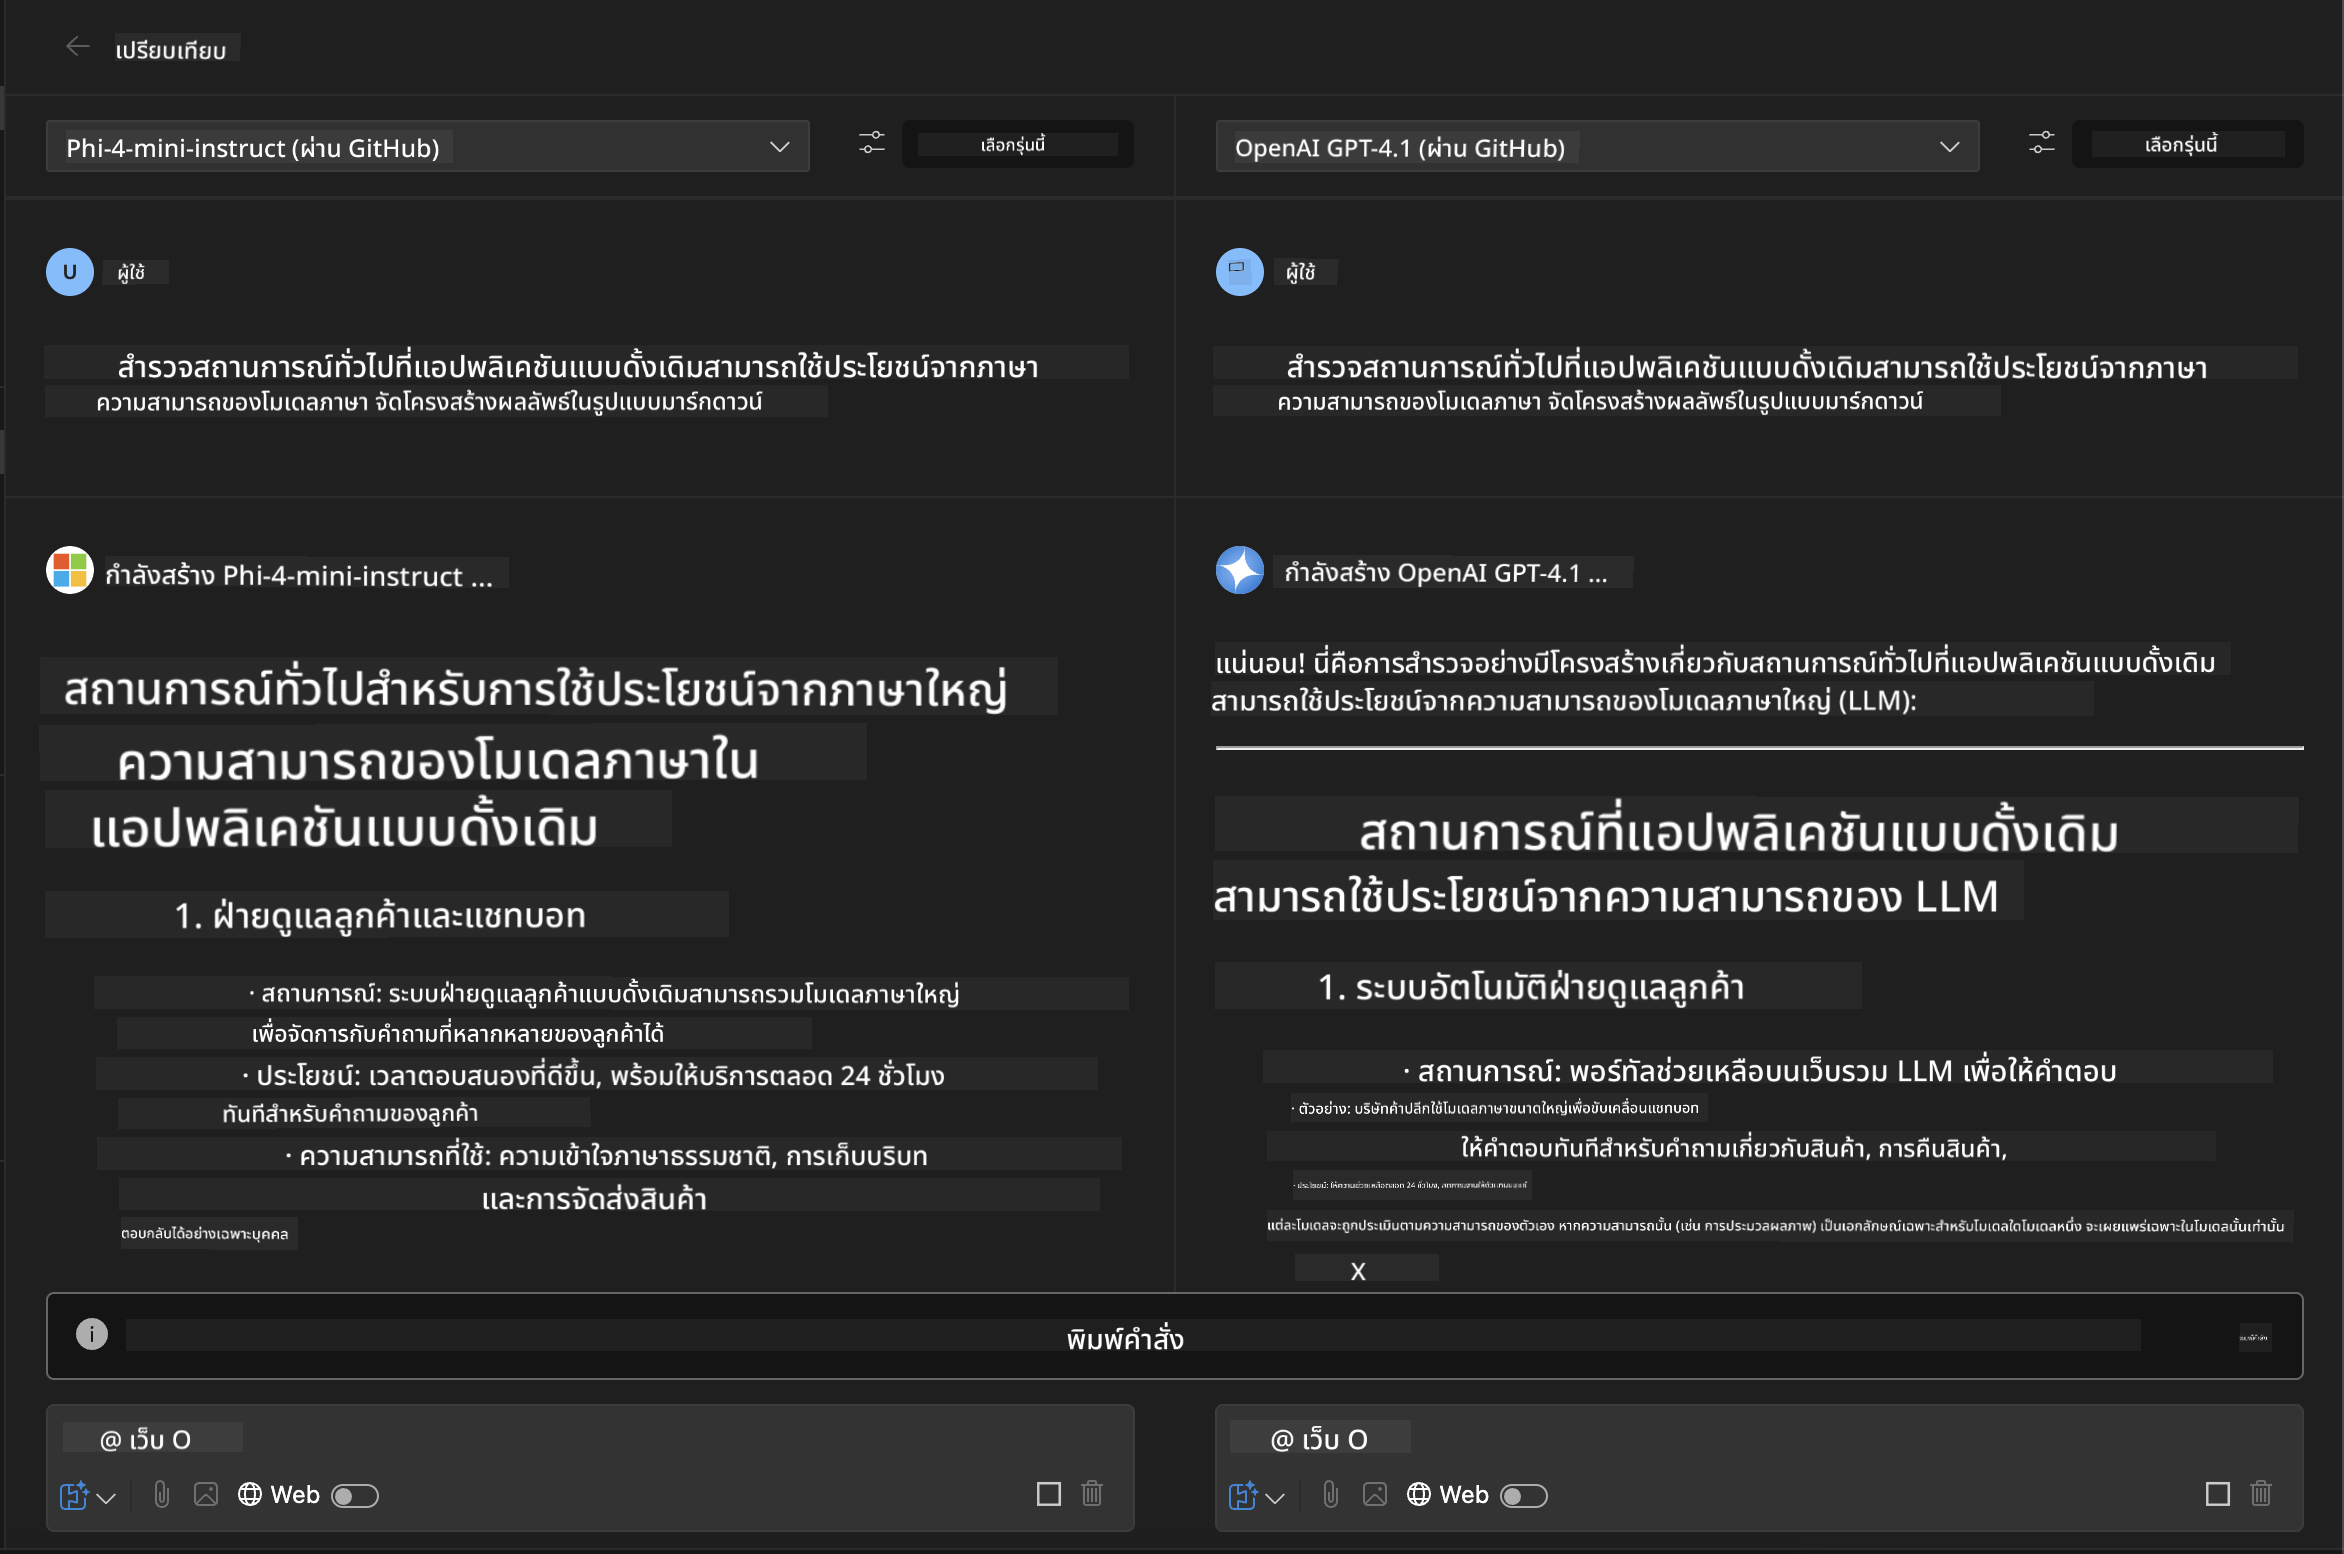 เปรียบเทียบ
Phi-4-mini-instruct (ผ่าน GitHub)
เลือกรุ่นนี้
U ผู้ใช้
สำรวจสถานการณ์ทั่วไปที่แอปพลิเคชันแบบดั้งเดิมสามารถใช้ประโยชน์จากภาษา
ความสามารถของโมเดลภาษา จัดโครงสร้างผลลัพธ์ในรูปแบบมาร์กดาวน์
กำลังสร้าง Phi-4-mini-instruct ...
สถานการณ์ทั่วไปสำหรับการใช้ประโยชน์จากภาษาใหญ่
ความสามารถของโมเดลภาษาใน
แอปพลิเคชันแบบดั้งเดิม
1. ฝ่ายดูแลลูกค้าและแชทบอท
· สถานการณ์: ระบบฝ่ายดูแลลูกค้าแบบดั้งเดิมสามารถรวมโมเดลภาษาใหญ่
เพื่อจัดการกับคำถามที่หลากหลายของลูกค้าได้
· ประโยชน์: เวลาตอบสนองที่ดีขึ้น, พร้อมให้บริการตลอด 24 ชั่วโมง
ทันทีสำหรับคำถามของลูกค้า
· ความสามารถที่ใช้: ความเข้าใจภาษาธรรมชาติ, การเก็บบริบท
และการจัดส่งสินค้า
ตอบกลับได้อย่างเฉพาะบุคคล
OpenAI GPT-4.1 (ผ่าน GitHub)
เลือกรุ่นนี้
ผู้ใช้
สำรวจสถานการณ์ทั่วไปที่แอปพลิเคชันแบบดั้งเดิมสามารถใช้ประโยชน์จากภาษา
ความสามารถของโมเดลภาษา จัดโครงสร้างผลลัพธ์ในรูปแบบมาร์กดาวน์
กำลังสร้าง OpenAI GPT-4.1 ...
แน่นอน! นี่คือการสำรวจอย่างมีโครงสร้างเกี่ยวกับสถานการณ์ทั่วไปที่แอปพลิเคชันแบบดั้งเดิม
สามารถใช้ประโยชน์จากความสามารถของโมเดลภาษาใหญ่ (LLM):
สถานการณ์ที่แอปพลิเคชันแบบดั้งเดิม
สามารถใช้ประโยชน์จากความสามารถของ LLM
1. ระบบอัตโนมัติฝ่ายดูแลลูกค้า
· สถานการณ์: พอร์ทัลช่วยเหลือบนเว็บรวม LLM เพื่อให้คำตอบ
· ตัวอย่าง: บริษัทค้าปลีกใช้โมเดลภาษาขนาดใหญ่เพื่อขับเคลื่อนแชทบอท
ให้คำตอบทันทีสำหรับคำถามเกี่ยวกับสินค้า, การคืนสินค้า,
· ประโยชน์: ให้ความช่วยเหลือตลอด 24 ชั่วโมง,
แต่ละโมเดลจะถูกประเมินตามความสามารถของตัวเอง หากความสามารถนั้น (เช่น การประมวลผลภาพ) เป็นเอกลักษณ์เฉพาะสำหรับโมเดลใดโมเดลหนึ่ง จะเผยแพร่เฉพาะในโมเดลนั้นเท่านั้น
X
พิมพ์คำสั่ง
@ เว็บ O
Web
@ เว็บ O
Web